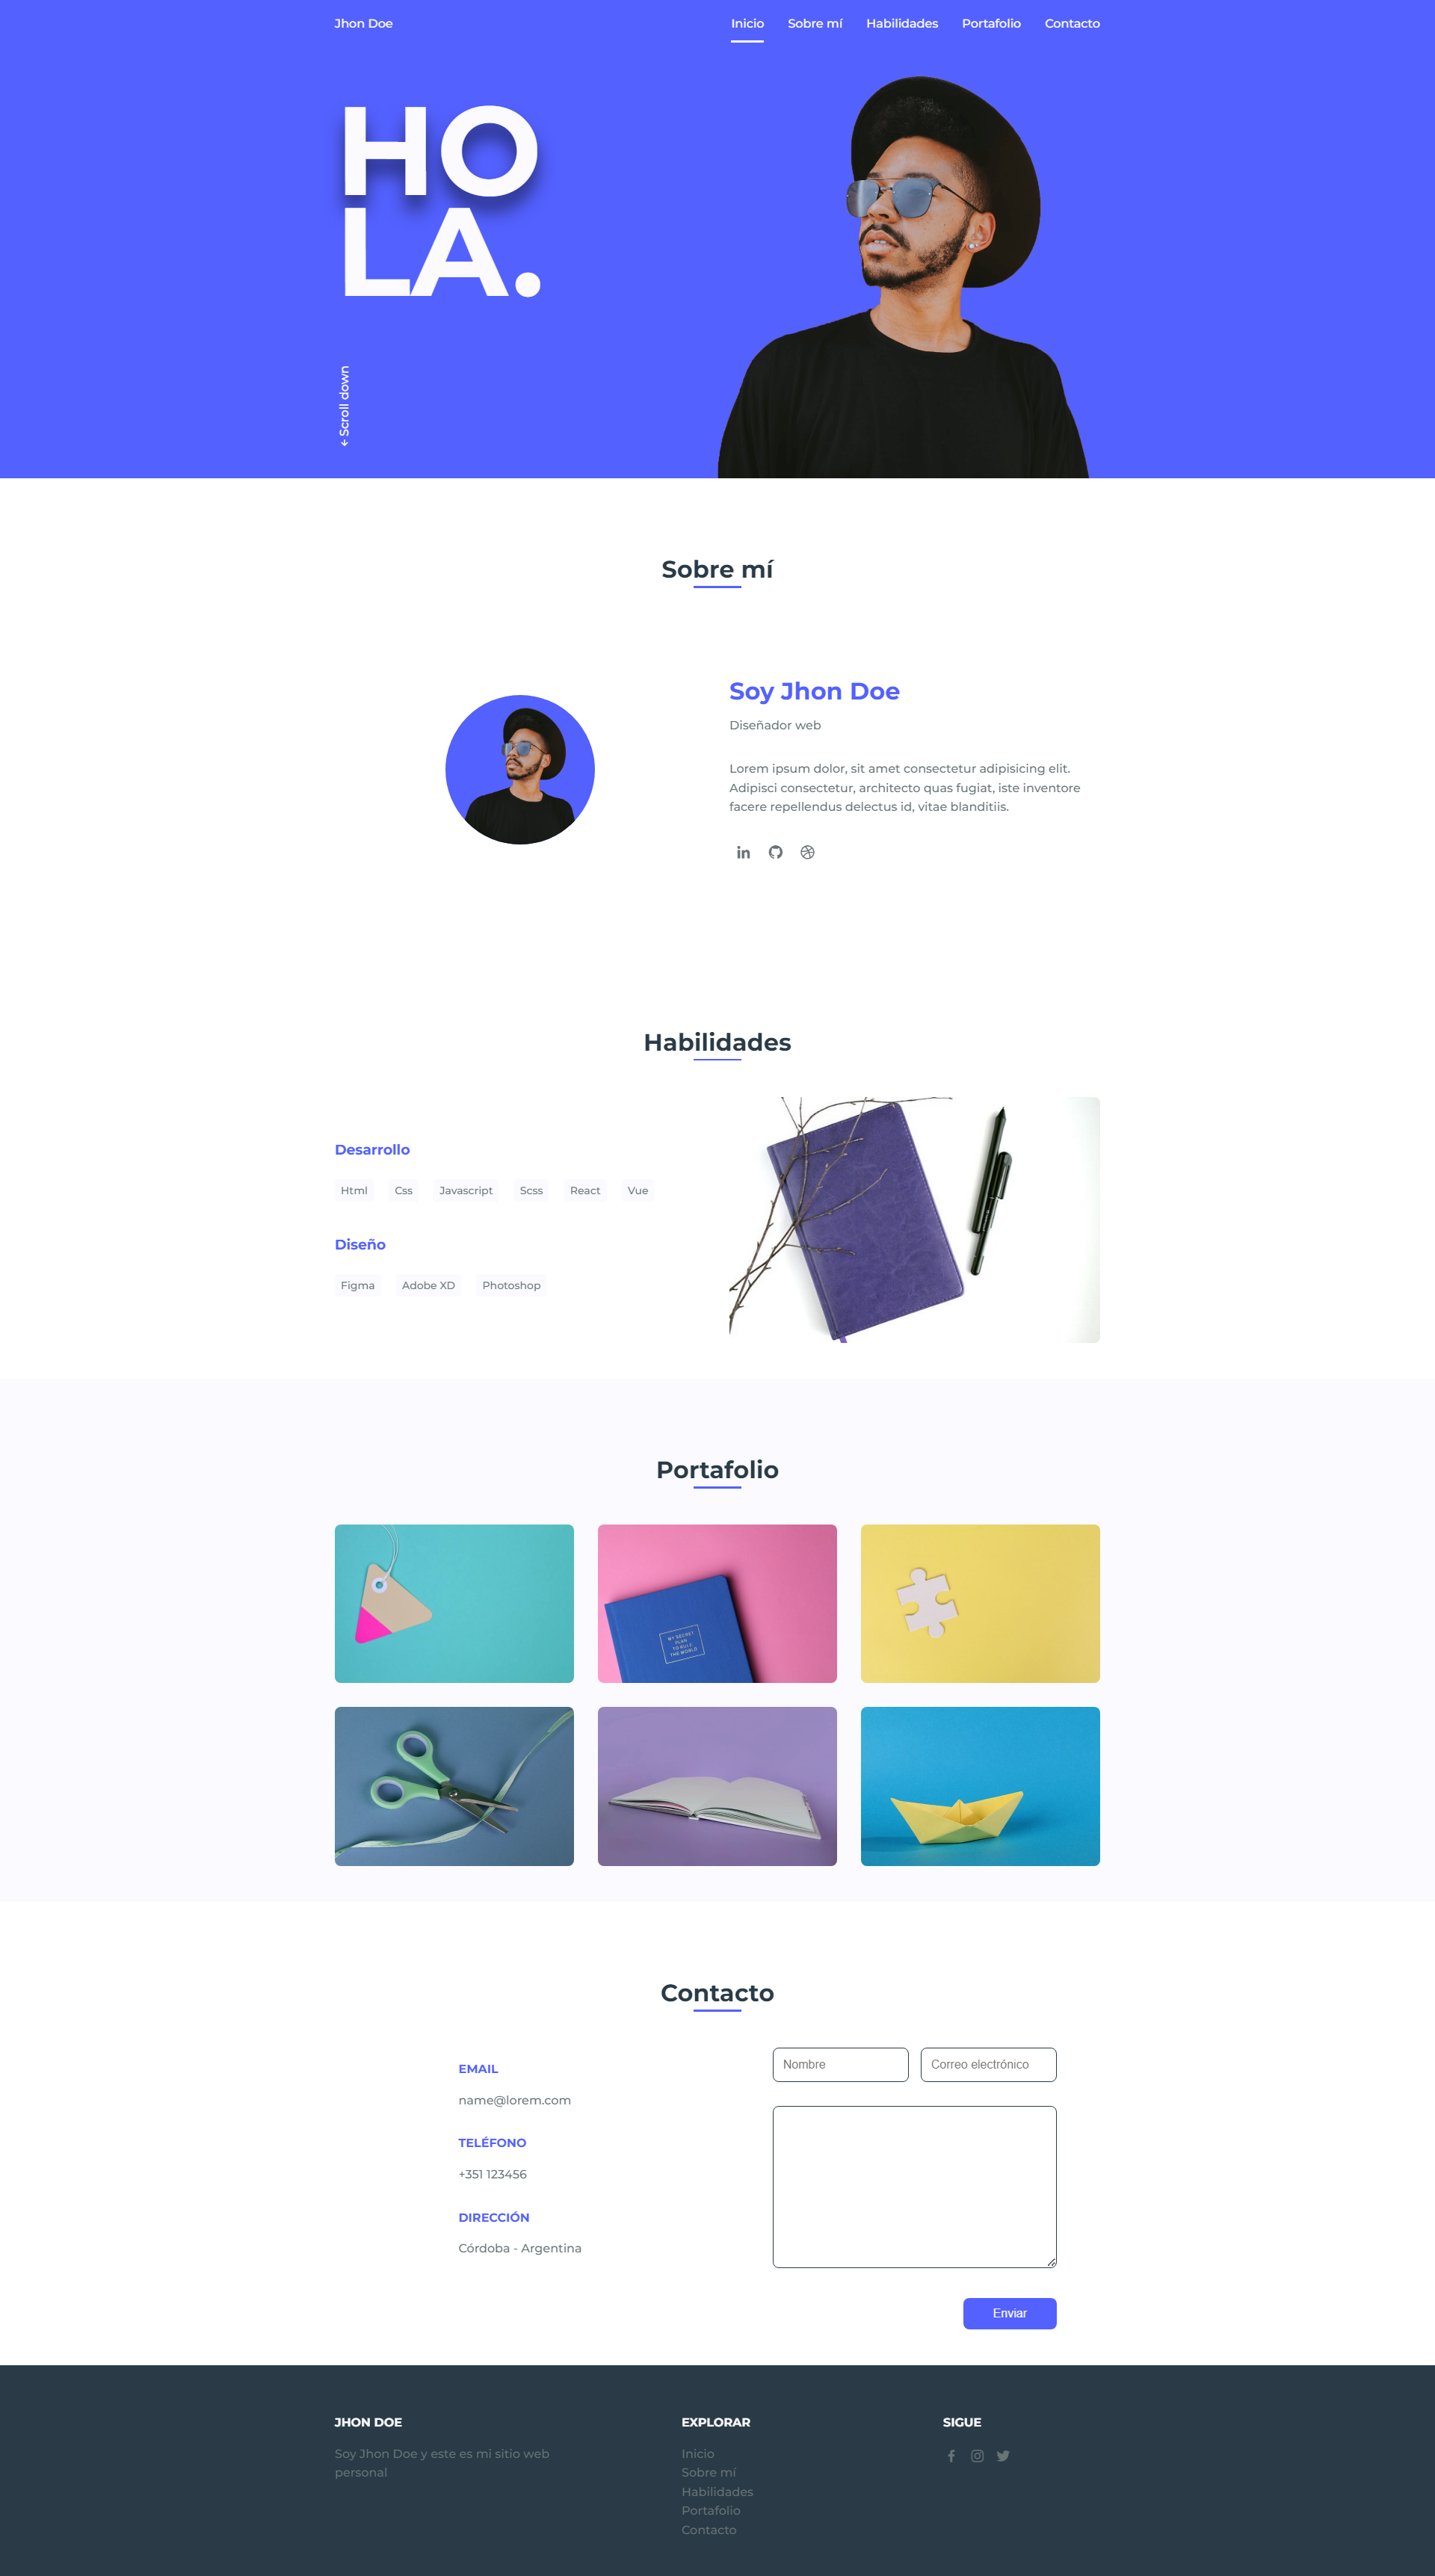 Jhon Doe
Inicio
Sobre mí
Habilidades
Portafolio
Contacto
HO
LA.
← Scroll down
Sobre mí
Soy Jhon Doe
Diseñador web
Lorem ipsum dolor, sit amet consectetur adipisicing elit.
Adipisci consectetur, architecto quas fugiat, iste inventore
facere repellendus delectus id, vitae blanditiis.
Habilidades
Desarrollo
Html
Css
Javascript
Scss
React
Vue
Diseño
Figma
Adobe XD
Photoshop
Portafolio
MY SECRET
PLAN
TO RULE
THE WORLD
Contacto
EMAIL
name@lorem.com
TELÉFONO
+351 123456
DIRECCIÓN
Córdoba - Argentina
Nombre
Correo electrónico
Enviar
JHON DOE
Soy Jhon Doe y este es mi sitio web
personal
EXPLORAR
Inicio
Sobre mí
Habilidades
Portafolio
Contacto
SIGUE